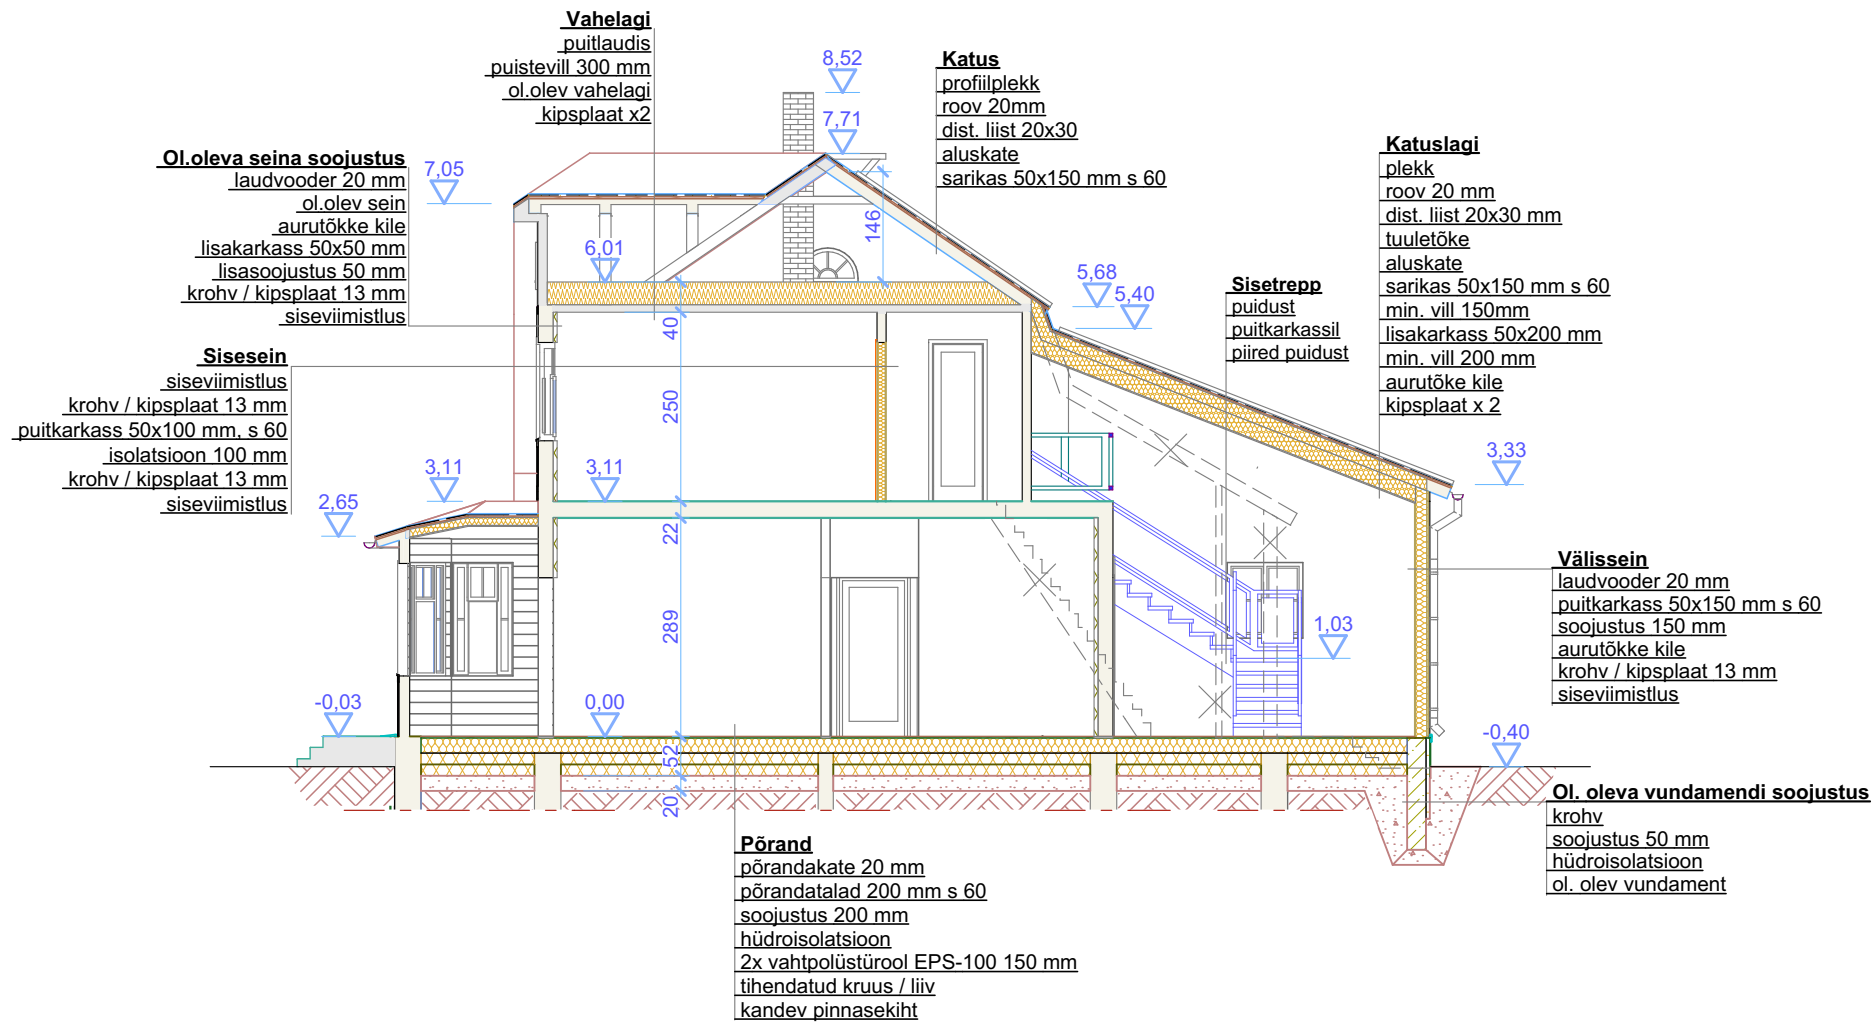 Vahelagi
puitlaudis
puistevill 300 mm
ol.olev vahelagi
kipsplaat x2
Ol.oleva seina soojustus
laudvooder 20 mm
ol.olev sein
aurutõkke kile
lisakarkass 50x50 mm
lisasoojustus 50 mm
krohv / kipsplaat 13 mm
siseviimistlus
Sisesein
siseviimistlus
krohv / kipsplaat 13 mm
puitkarkass 50x100 mm, s 60
isolatsioon 100 mm
krohv / kipsplaat 13 mm
siseviimistlus
Katus
profiilplekk
roov 20mm
dist. liist 20x30
aluskate
sarikas 50x150 mm s 60
Katuslagi
plekk
roov 20 mm
dist. liist 20x30 mm
tuuletõke
aluskate
sarikas 50x150 mm s 60
min. vill 150mm
lisakarkass 50x200 mm
min. vill 200 mm
aurutõke kile
kipsplaat x 2
Sisetrepp
puidust
puitkarkassil
piired puidust
Välissein
laudvooder 20 mm
puitkarkass 50x150 mm s 60
soojustus 150 mm
aurutõkke kile
krohv / kipsplaat 13 mm
siseviimistlus
Ol. oleva vundamendi soojustus
krohv
soojustus 50 mm
hüdroisolatsioon
ol. olev vundament
Põrand
põrandakate 20 mm
põrandatalad 200 mm s 60
soojustus 200 mm
hüdroisolatsioon
2x vahtpolüstürool EPS-100 150 mm
tihendatud kruus / liiv
kandev pinnasekiht
8,52
7,71
7,05
6,01
5,68
5,40
3,33
3,11
3,11
2,65
1,03
0,00
-0,03
-0,40
146
40
250
22
289
52
20